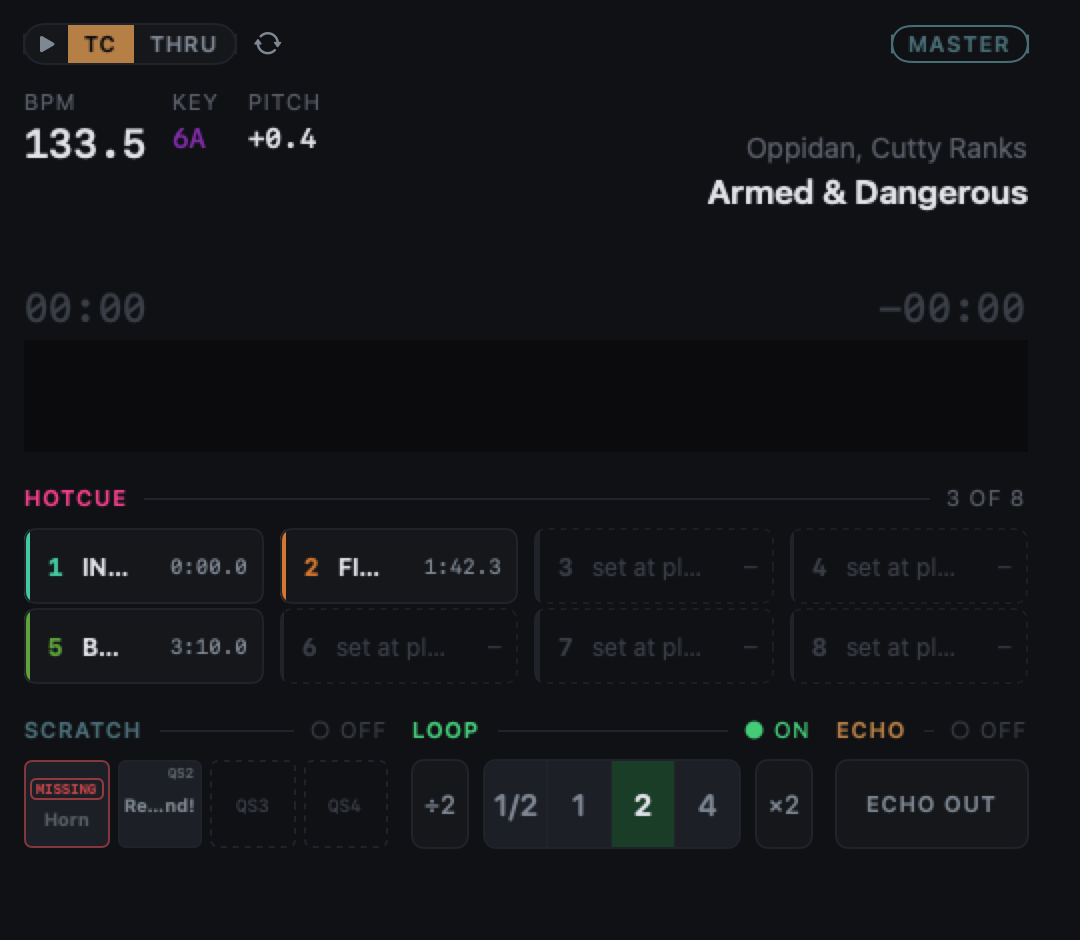 TC THRU MASTER
BPM KEY PITCH
133.5 6A +0.4
Oppidan, Cutty Ranks
Armed & Dangerous
00:00 −00:00
HOTCUE 3 OF 8
1 IN... 0:00.0 2 FI... 1:42.3 3 set at pl... — 4 set at pl... —
5 B... 3:10.0 6 set at pl... — 7 set at pl... — 8 set at pl... —
SCRATCH OFF LOOP ON ECHO OFF
QS2
MISSING
Horn Re...nd! QS3 QS4 ÷2 1/2 1 2 4 ×2 ECHO OUT